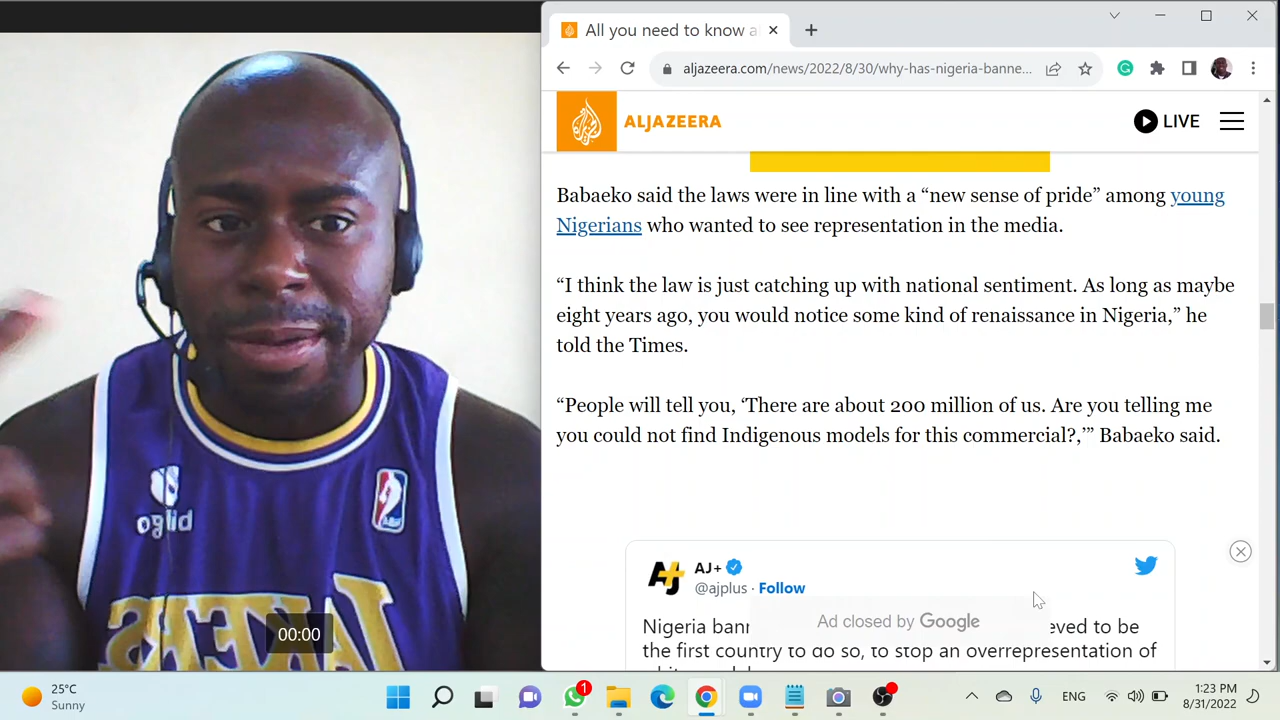 All you need to know a
aljazeera.com/news/2022/8/30/why-has-nigeria-banne...
ALJAZEERA
LIVE
Babaeko said the laws were in line with a “new sense of pride” among young
Nigerians who wanted to see representation in the media.
“I think the law is just catching up with national sentiment. As long as maybe
eight years ago, you would notice some kind of renaissance in Nigeria,” he
told the Times.
“People will tell you, ‘There are about 200 million of us. Are you telling me
you could not find Indigenous models for this commercial?,’” Babaeko said.
AJ+
@ajplus · Follow
Ad closed by Google
Nigeria bann
eved to be
the first country to do so, to stop an overrepresentation of
bibigo
LAKERS
00:00
25°C
Sunny
1
ENG
1:23 PM
8/31/2022